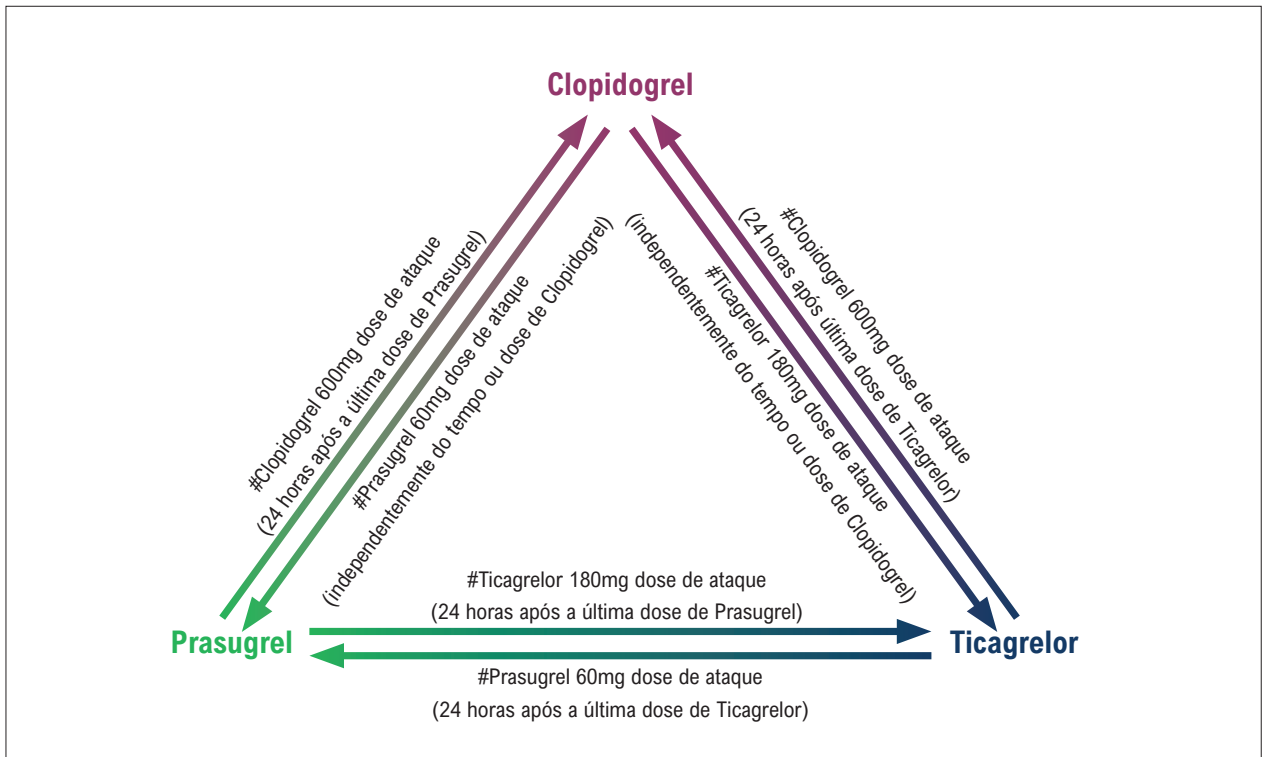 Clopidogrel
#Clopidogrel 600mg dose de ataque
(24 horas após a última dose de Prasugrel)
#Prasugrel 60mg dose de ataque
(independentemente do tempo ou dose de Clopidogrel)
#Clopidogrel 600mg dose de ataque
(24 horas após última dose de Ticagrelor)
#Ticagrelor 180mg dose de ataque
(independentemente do tempo ou dose de Clopidogrel)
#Ticagrelor 180mg dose de ataque
(24 horas após a última dose de Prasugrel)
Prasugrel
Ticagrelor
#Prasugrel 60mg dose de ataque
(24 horas após a última dose de Ticagrelor)